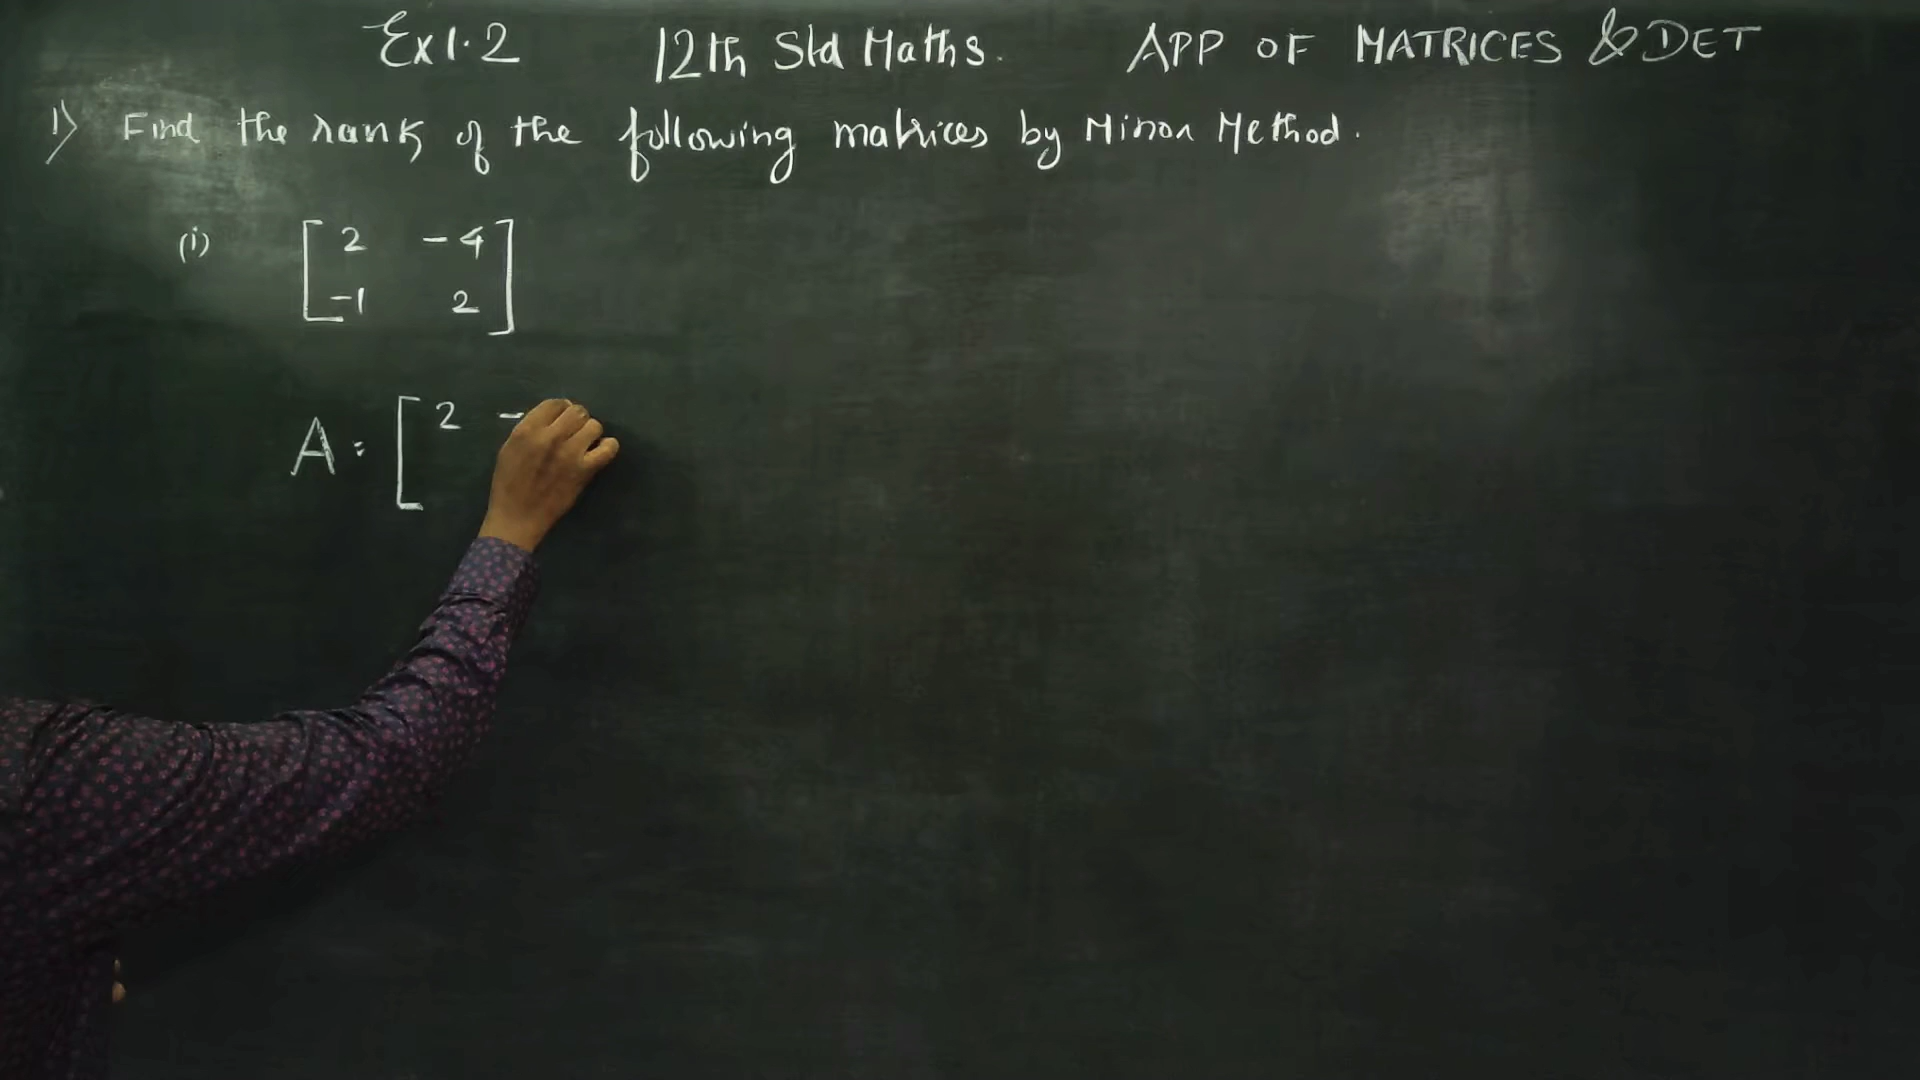 Ex 1.2 12th Std Maths. APP OF MATRICES & DET
1) Find the rank of the following matrices by Minor Method.
(i) [ 2 -4 ]
[ -1 2 ]
A = [ 2 -